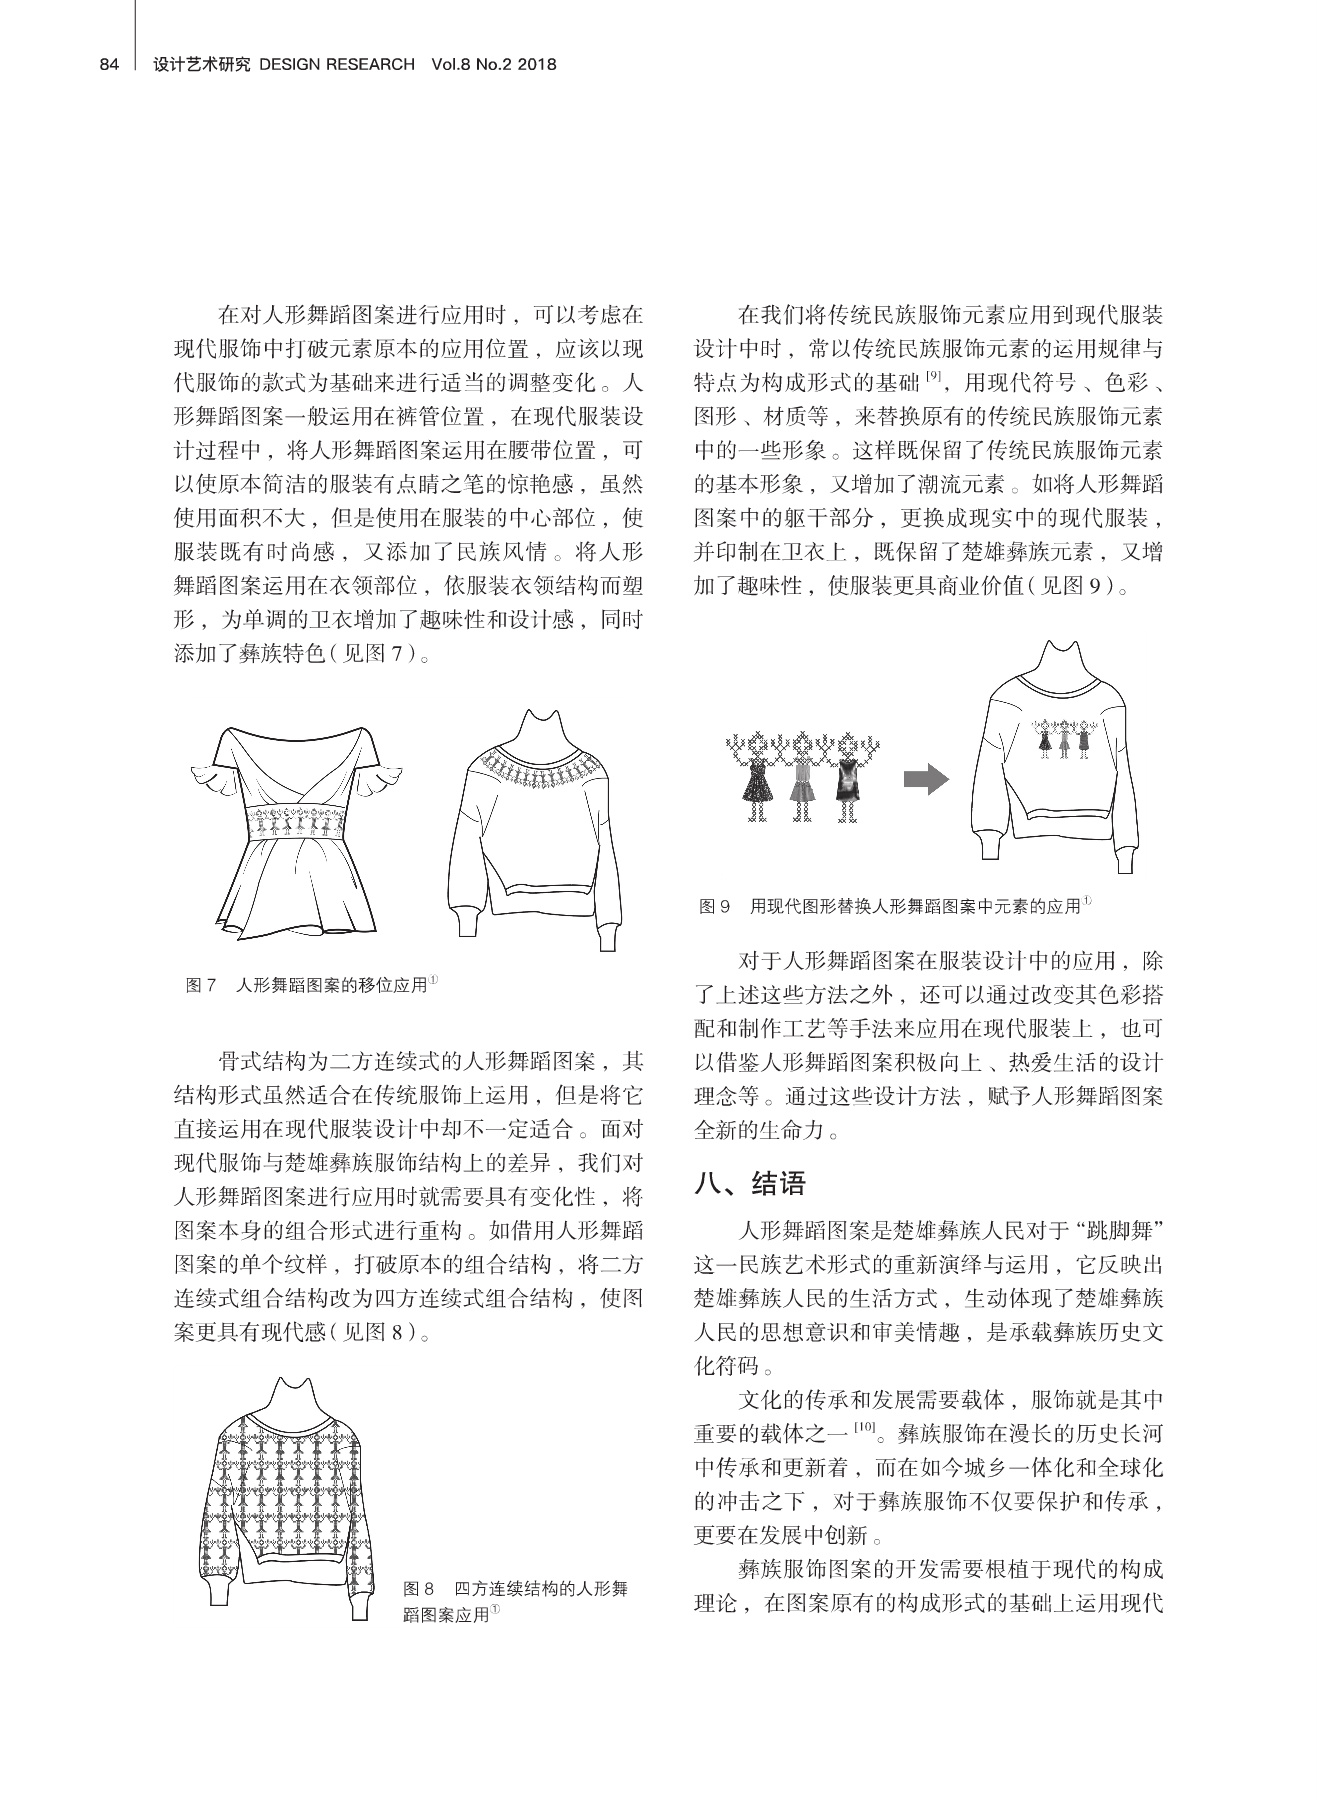 84 设计艺术研究 DESIGN RESEARCH Vol.8 No.2 2018
在对人形舞蹈图案进行应用时，可以考虑在
现代服饰中打破元素原本的应用位置，应该以现
代服饰的款式为基础来进行适当的调整变化。人
形舞蹈图案一般运用在裤管位置，在现代服装设
计过程中，将人形舞蹈图案运用在腰带位置，可
以使原本简洁的服装有点睛之笔的惊艳感，虽然
使用面积不大，但是使用在服装的中心部位，使
服装既有时尚感，又添加了民族风情。将人形
舞蹈图案运用在衣领部位，依服装衣领结构而塑
形，为单调的卫衣增加了趣味性和设计感，同时
添加了彝族特色（见图 7）。
图 7 人形舞蹈图案的移位应用①
骨式结构为二方连续式的人形舞蹈图案，其
结构形式虽然适合在传统服饰上运用，但是将它
直接运用在现代服装设计中却不一定适合。面对
现代服饰与楚雄彝族服饰结构上的差异，我们对
人形舞蹈图案进行应用时就需要具有变化性，将
图案本身的组合形式进行重构。如借用人形舞蹈
图案的单个纹样，打破原本的组合结构，将二方
连续式组合结构改为四方连续式组合结构，使图
案更具有现代感（见图 8）。
图 8 四方连续结构的人形舞
蹈图案应用①
在我们将传统民族服饰元素应用到现代服装
设计中时，常以传统民族服饰元素的运用规律与
特点为构成形式的基础[9]，用现代符号、色彩、
图形、材质等，来替换原有的传统民族服饰元素
中的一些形象。这样既保留了传统民族服饰元素
的基本形象，又增加了潮流元素。如将人形舞蹈
图案中的躯干部分，更换成现实中的现代服装，
并印制在卫衣上，既保留了楚雄彝族元素，又增
加了趣味性，使服装更具商业价值（见图 9）。
图 9 用现代图形替换人形舞蹈图案中元素的应用①
对于人形舞蹈图案在服装设计中的应用，除
了上述这些方法之外，还可以通过改变其色彩搭
配和制作工艺等手法来应用在现代服装上，也可
以借鉴人形舞蹈图案积极向上、热爱生活的设计
理念等。通过这些设计方法，赋予人形舞蹈图案
全新的生命力。
八、结语
人形舞蹈图案是楚雄彝族人民对于“跳脚舞”
这一民族艺术形式的重新演绎与运用，它反映出
楚雄彝族人民的生活方式，生动体现了楚雄彝族
人民的思想意识和审美情趣，是承载彝族历史文
化符码。
文化的传承和发展需要载体，服饰就是其中
重要的载体之一[10]。彝族服饰在漫长的历史长河
中传承和更新着，而在如今城乡一体化和全球化
的冲击之下，对于彝族服饰不仅要保护和传承，
更要在发展中创新。
彝族服饰图案的开发需要根植于现代的构成
理论，在图案原有的构成形式的基础上运用现代